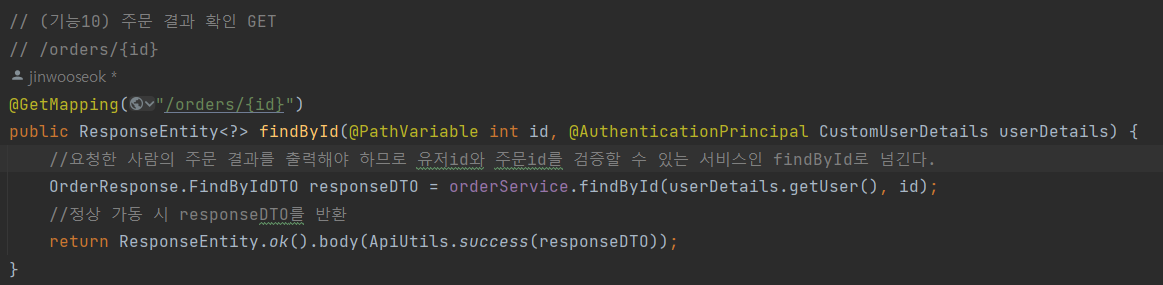 // (기능10) 주문 결과 확인 GET
// /orders/{id}
jinwooseok *
@GetMapping("/orders/{id}")
public ResponseEntity<?> findById(@PathVariable int id, @AuthenticationPrincipal CustomUserDetails userDetails) {
//요청한 사람의 주문 결과를 출력해야 하므로 유저id와 주문id를 검증할 수 있는 서비스인 findById로 넘긴다.
OrderResponse.FindByIdDTO responseDTO = orderService.findById(userDetails.getUser(), id);
//정상 가동 시 responseDTO를 반환
return ResponseEntity.ok().body(ApiUtils.success(responseDTO));
}